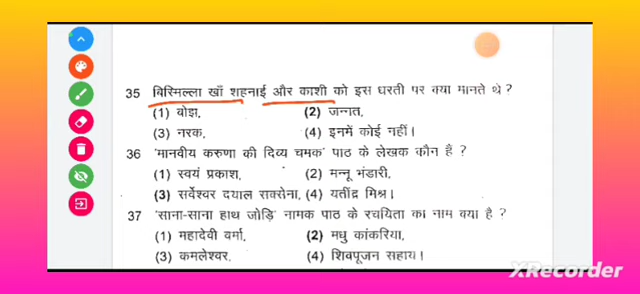 35 बिस्मिल्ला खाँ शहनाई और काशी को इस धरती पर क्या मानते थे ?
(1) बोझ, (2) जन्नत,
(3) नरक, (4) इनमें कोई नहीं।
36 'मानवीय करुणा की दिव्य चमक' पाठ के लेखक कौन हैं ?
(1) स्वयं प्रकाश, (2) मन्नू भंडारी,
(3) सर्वेश्वर दयाल सक्सेना, (4) यतींद्र मिश्र।
37 'साना-साना हाथ जोड़ि' नामक पाठ के रचयिता का नाम क्या है ?
(1) महादेवी वर्मा, (2) मधु कांकरिया,
(3) कमलेश्वर, (4) शिवपूजन सहाय।
XRecorder